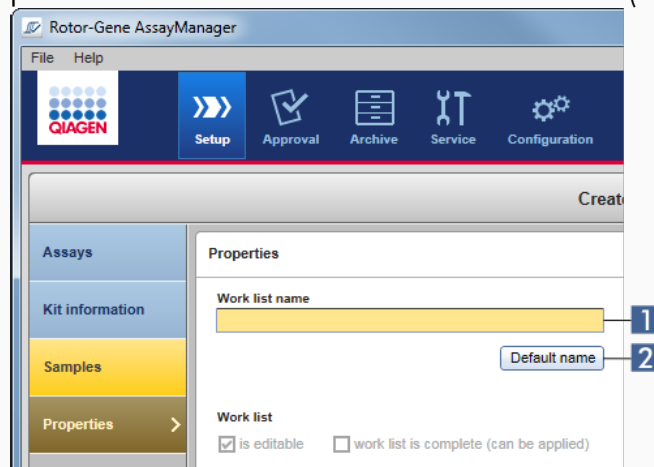 Rotor-Gene AssayManager
File Help
QIAGEN
Setup Approval Archive Service Configuration
Creat
Assays
Properties
Kit information
Work list name
1
Default name 2
Samples
Properties
Work list
is editable work list is complete (can be applied)